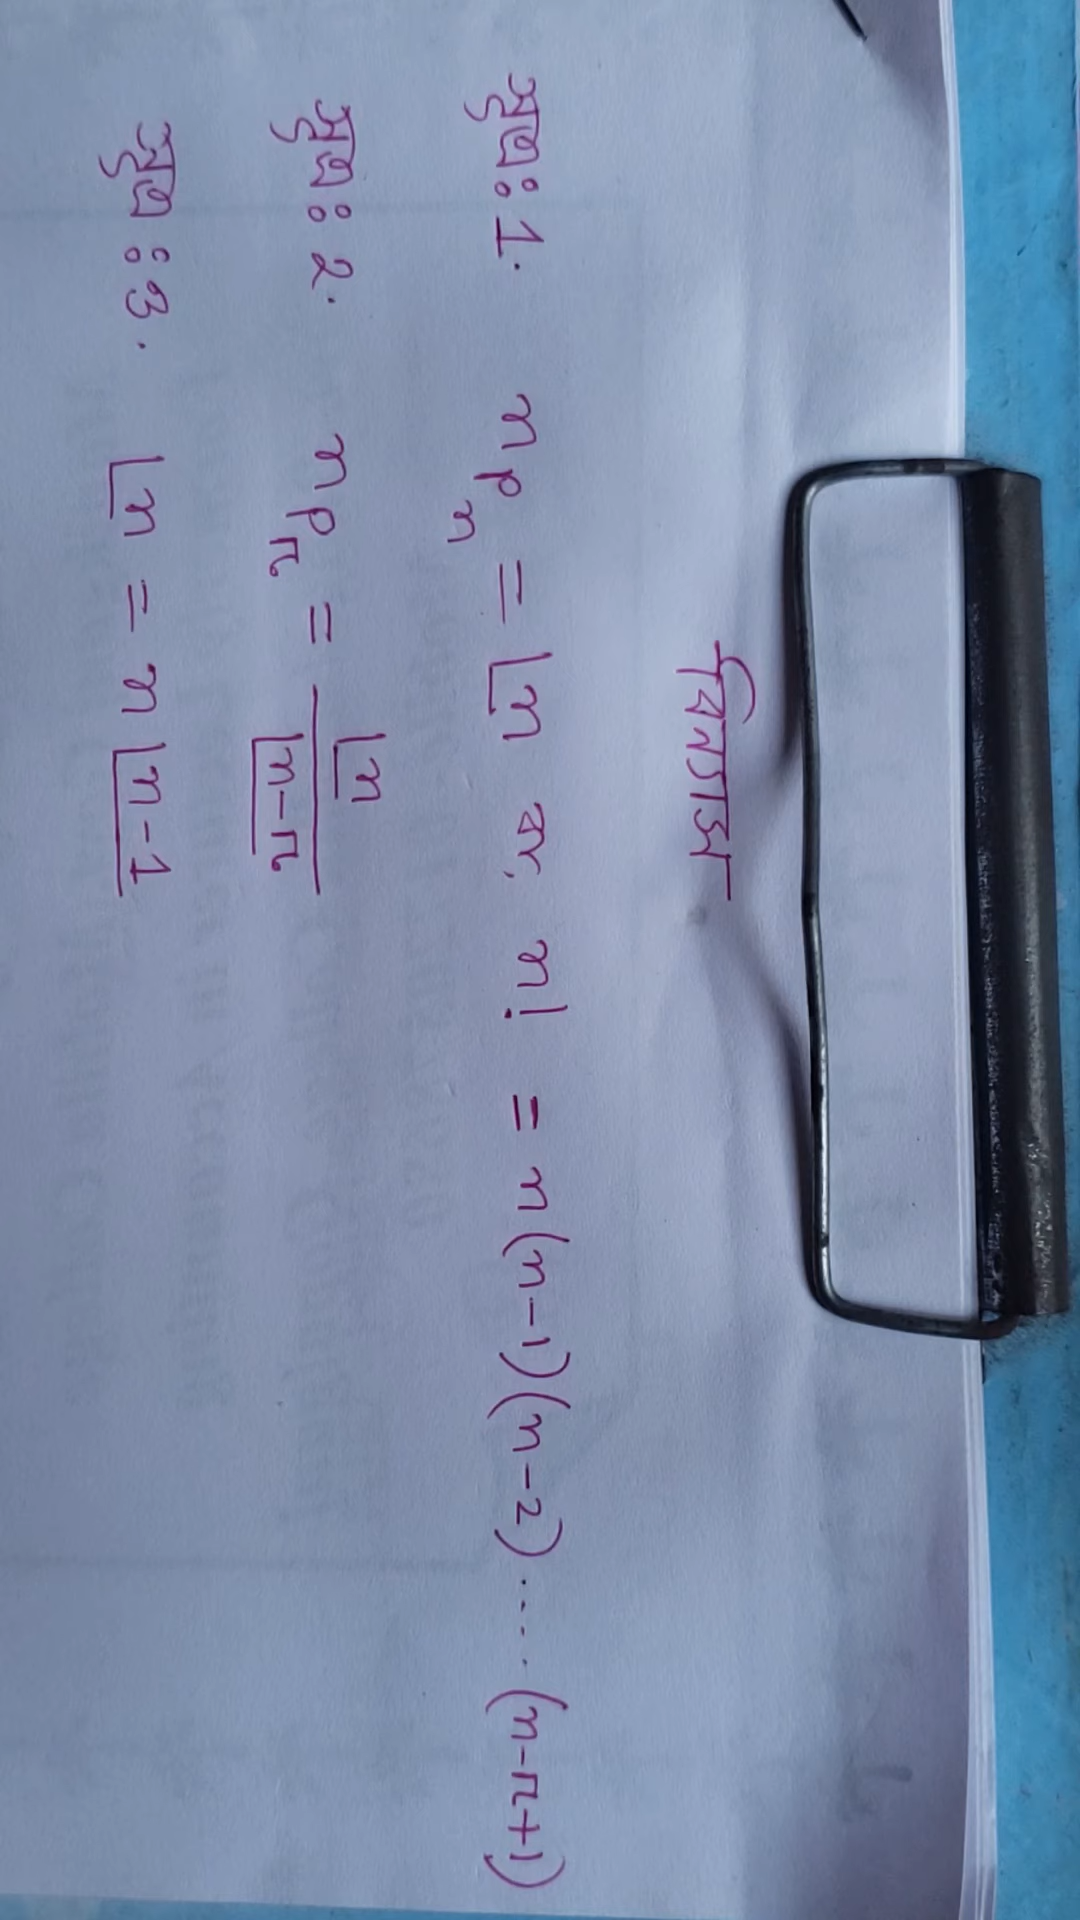 বিন্যাস
সুত্র: 1. ⁿPₙ = ∟n বা, n! = n(n-1)(n-2)....(n-r+1)
সুত্র: 2. ⁿPᵣ = ∟n / ∟n-r
সুত্র: 3. ∟n = n ∟n-1